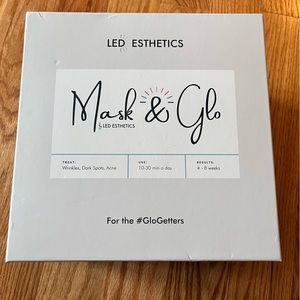 LED ESTHETICS
Mask & Glo
by LED ESTHETICS
TREAT: USE: RESULTS:
Wrinkles, Dark Spots, Acne 10-30 min a day 4 - 8 weeks
For the #GloGetters